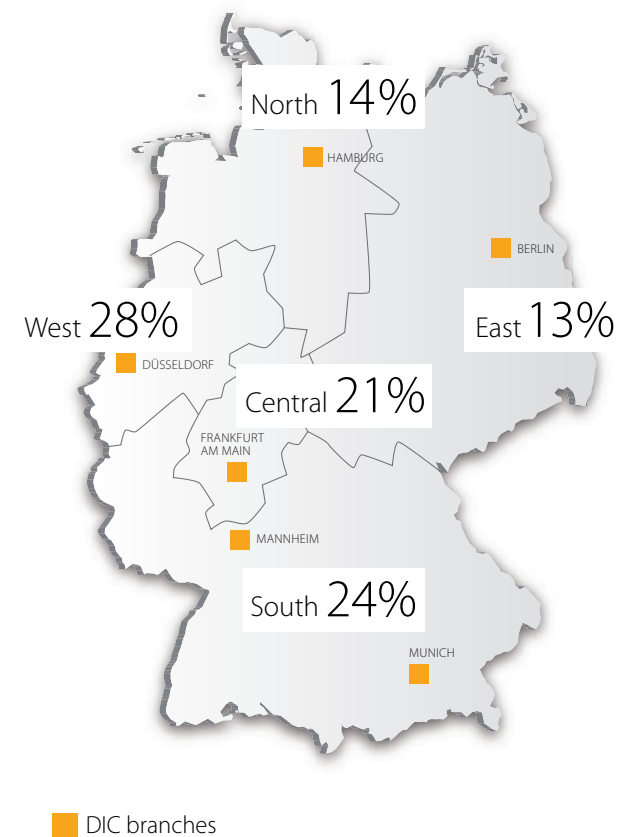 North 14%
HAMBURG
BERLIN
West 28%
East 13%
DÜSSELDORF
Central 21%
FRANKFURT
AM MAIN
MANNHEIM
South 24%
MUNICH
DIC branches